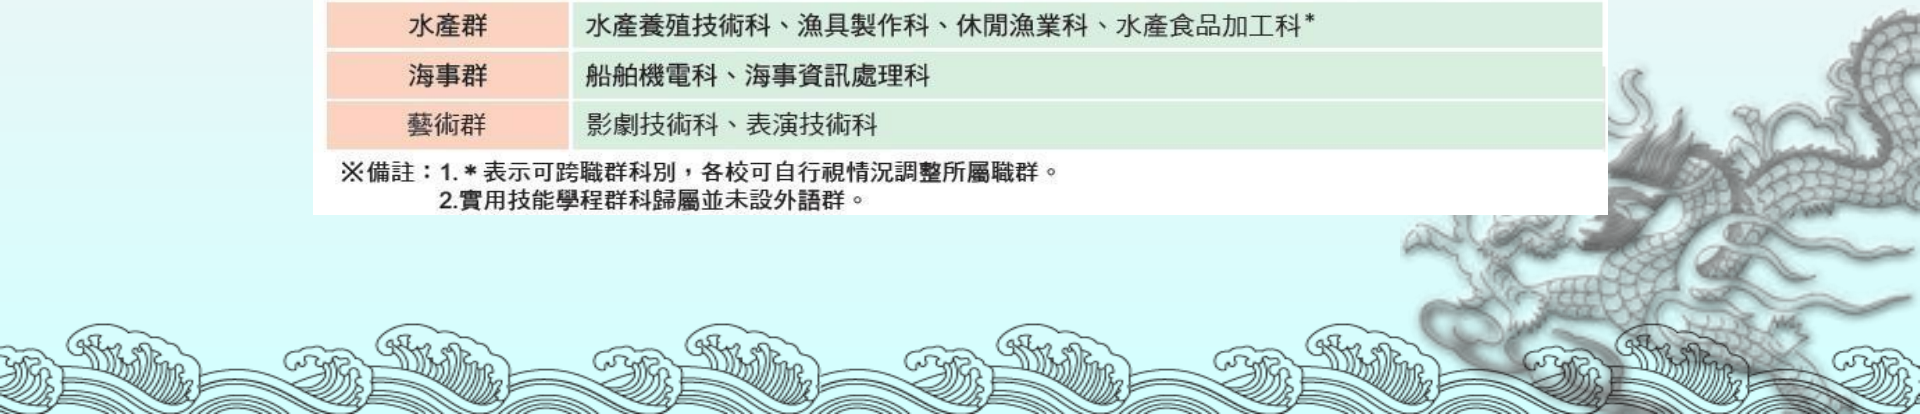 水產群 水產養殖技術科、漁具製作科、休閒漁業科、水產食品加工科*
海事群 船舶機電科、海事資訊處理科
藝術群 影劇技術科、表演技術科
※備註：1.＊表示可跨職群科別，各校可自行視情況調整所屬職群。
2.實用技能學程群科歸屬並未設外語群。